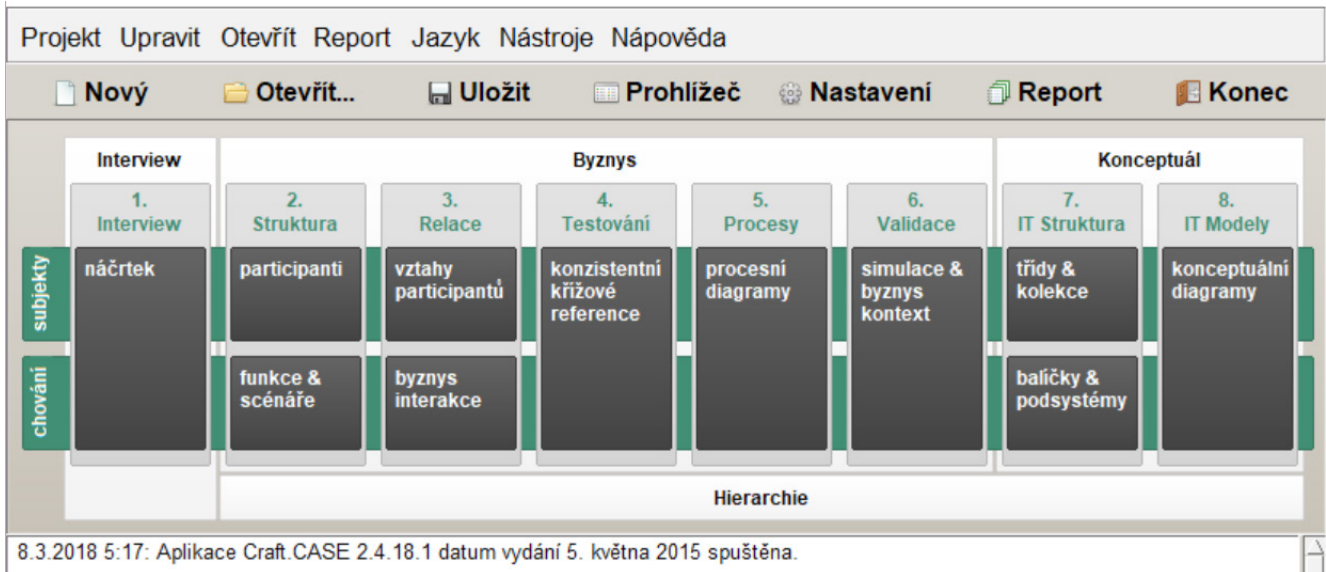 Projekt Upravit Otevřít Report Jazyk Nástroje Nápověda
Nový Otevřít... Uložit Prohlížeč Nastavení Report Konec
Interview Byznys Konceptuál
1. 2. 3. 4. 5. 6. 7. 8.
Interview Struktura Relace Testování Procesy Validace IT Struktura IT Modely
subjekty
náčrtek
participanti
vztahy
participantů
konzistentní
křížové
reference
procesní
diagramy
simulace &
byznys
kontext
třídy &
kolekce
konceptuální
diagramy
chování
funkce &
scénáře
byznys
interakce
balíčky &
podsystémy
Hierarchie
8.3.2018 5:17: Aplikace Craft.CASE 2.4.18.1 datum vydání 5. května 2015 spuštěna.